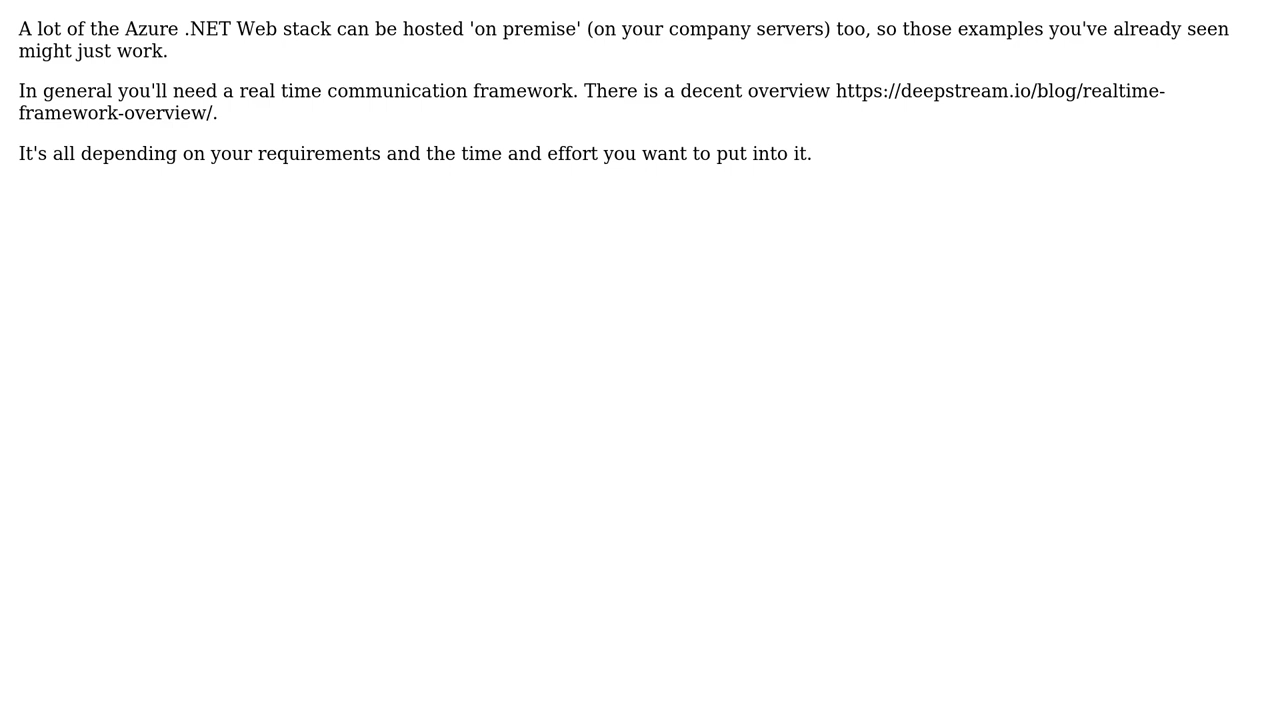 A lot of the Azure .NET Web stack can be hosted 'on premise' (on your company servers) too, so those examples you've already seen
might just work.
In general you'll need a real time communication framework. There is a decent overview https://deepstream.io/blog/realtime-
framework-overview/.
It's all depending on your requirements and the time and effort you want to put into it.